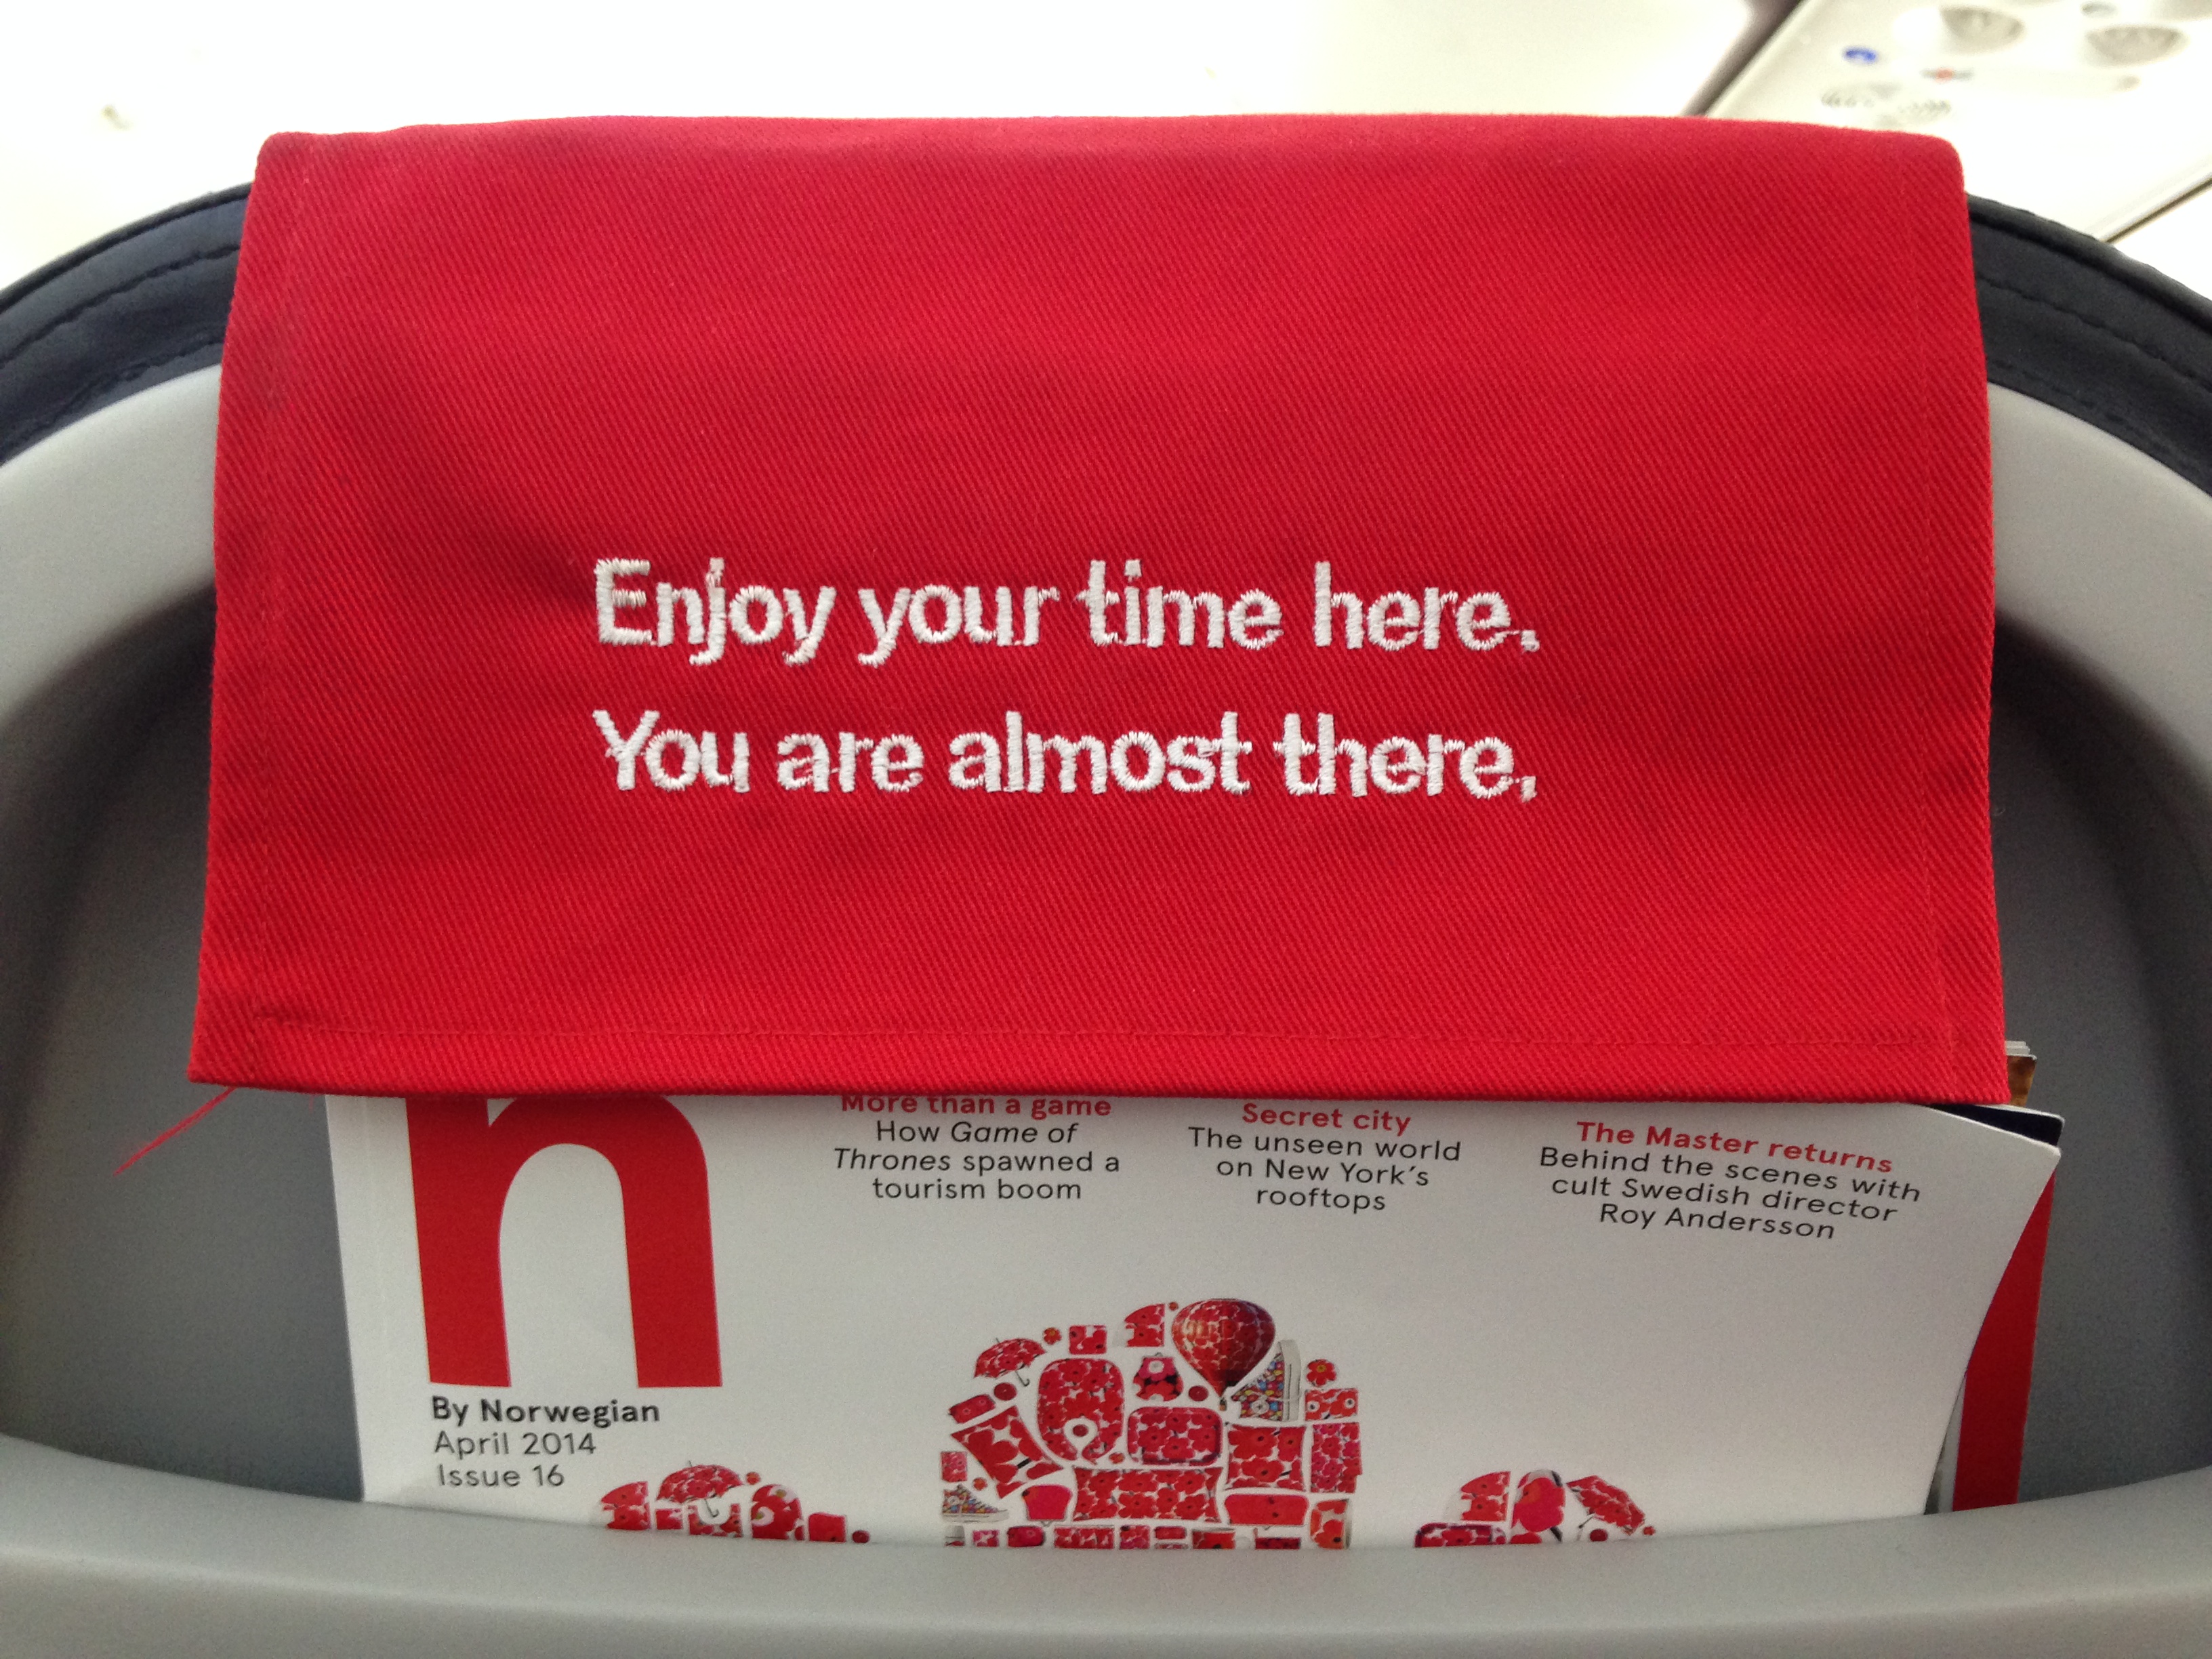 Enjoy your time here.
You are almost there.
n
By Norwegian
April 2014
Issue 16
More than a game
How Game of
Thrones spawned a
tourism boom
Secret city
The unseen world
on New York's
rooftops
The Master returns
Behind the scenes with
cult Swedish director
Roy Andersson